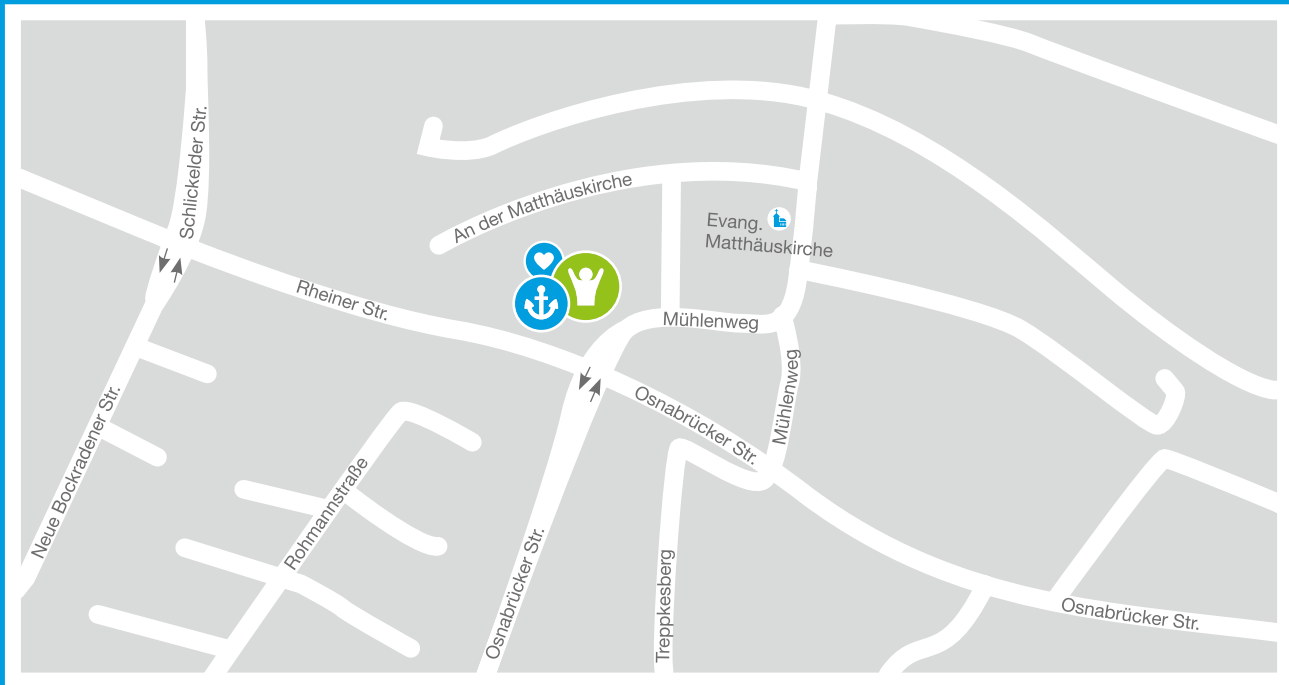 Schlickelder Str.
An der Matthäuskirche
Evang.
Matthäuskirche
Rheiner Str.
Mühlenweg
Mühlenweg
Osnabrücker Str.
Neue Bockradener Str.
Rohmannstraße
Osnabrücker Str.
Treppkesberg
Osnabrücker Str.